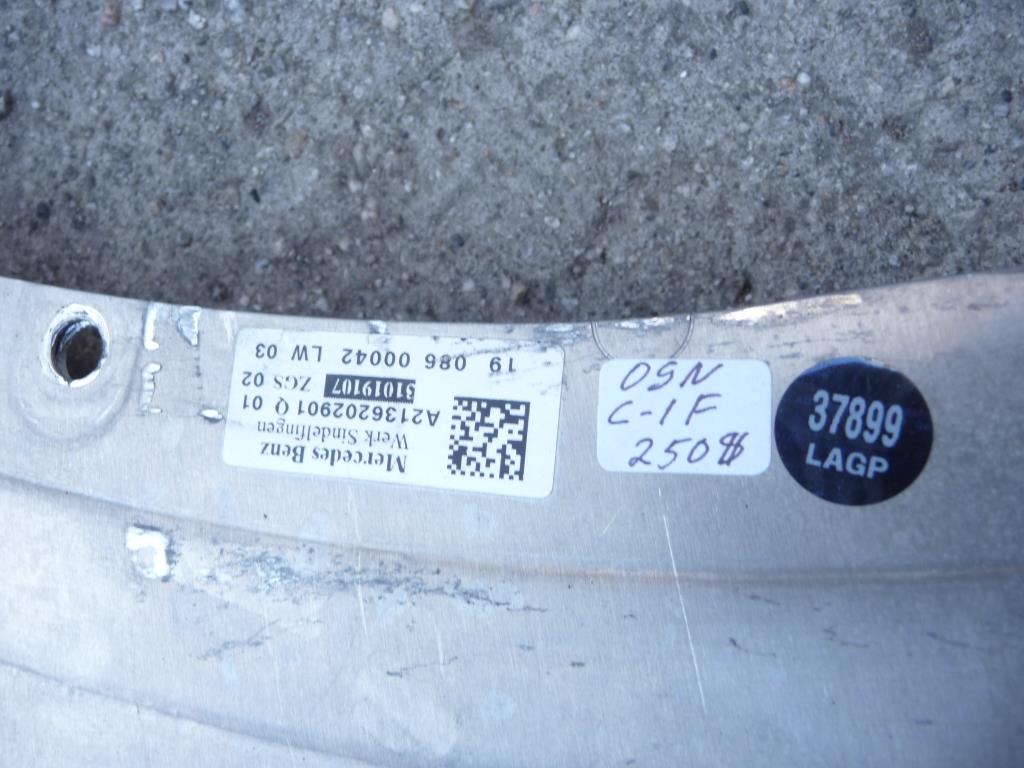 Mercedes Benz
Werk Sindelfingen
A2136202901 Q 01
31019107 ZGS 02
19 086 00042 LW 03
OSN
C-1F
250$
37899
LAGP